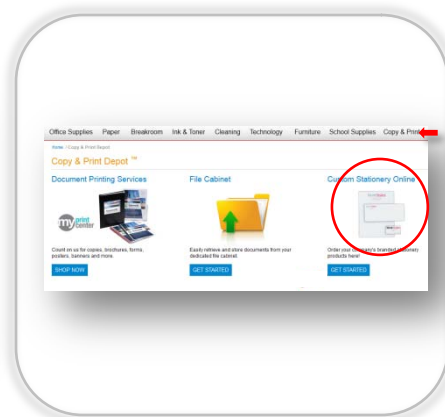 Office Supplies Paper Breakroom Ink & Toner Cleaning Technology Furniture School Supplies Copy & Print
Home / Copy & Print Depot
Copy & Print Depot ™
Document Printing Services
File Cabinet
Custom Stationery Online
my print center
Count on us for copies, brochures, forms,
posters, banners and more.
SHOP NOW
Easily retrieve and store documents from your
dedicated file cabinet.
GET STARTED
Order your company's branded stationery
products here!
GET STARTED